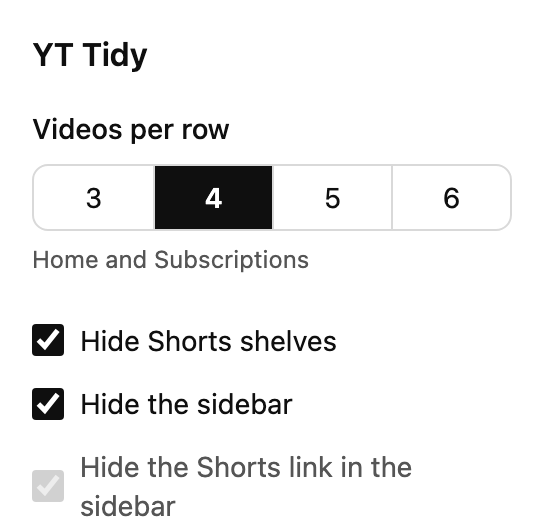 YT Tidy
Videos per row
3 4 5 6
Home and Subscriptions
Hide Shorts shelves
Hide the sidebar
Hide the Shorts link in the
sidebar